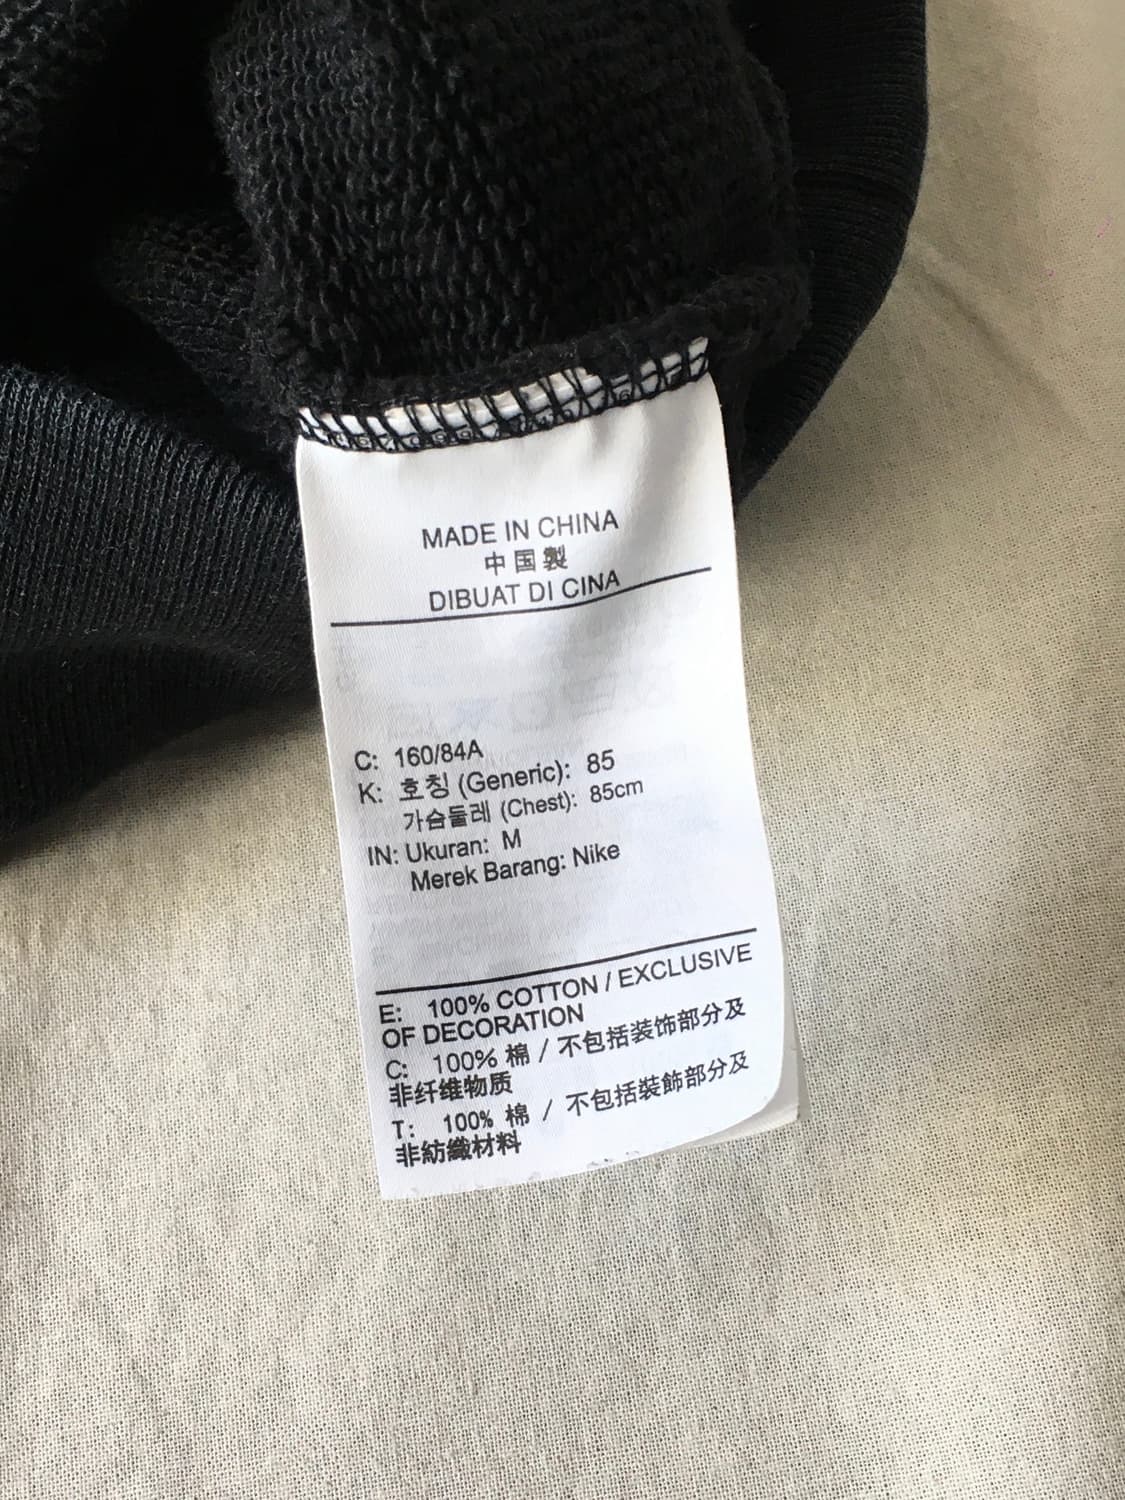 MADE IN CHINA
中国製
DIBUAT DI CINA
C: 160/84A
K: 호칭 (Generic): 85
가슴둘레 (Chest): 85cm
IN: Ukuran: M
Merek Barang: Nike
E: 100% COTTON / EXCLUSIVE
OF DECORATION
C: 100% 棉 / 不包括装饰部分及
非纤维物质
T: 100% 棉 / 不包括裝飾部分及
非紡織材料